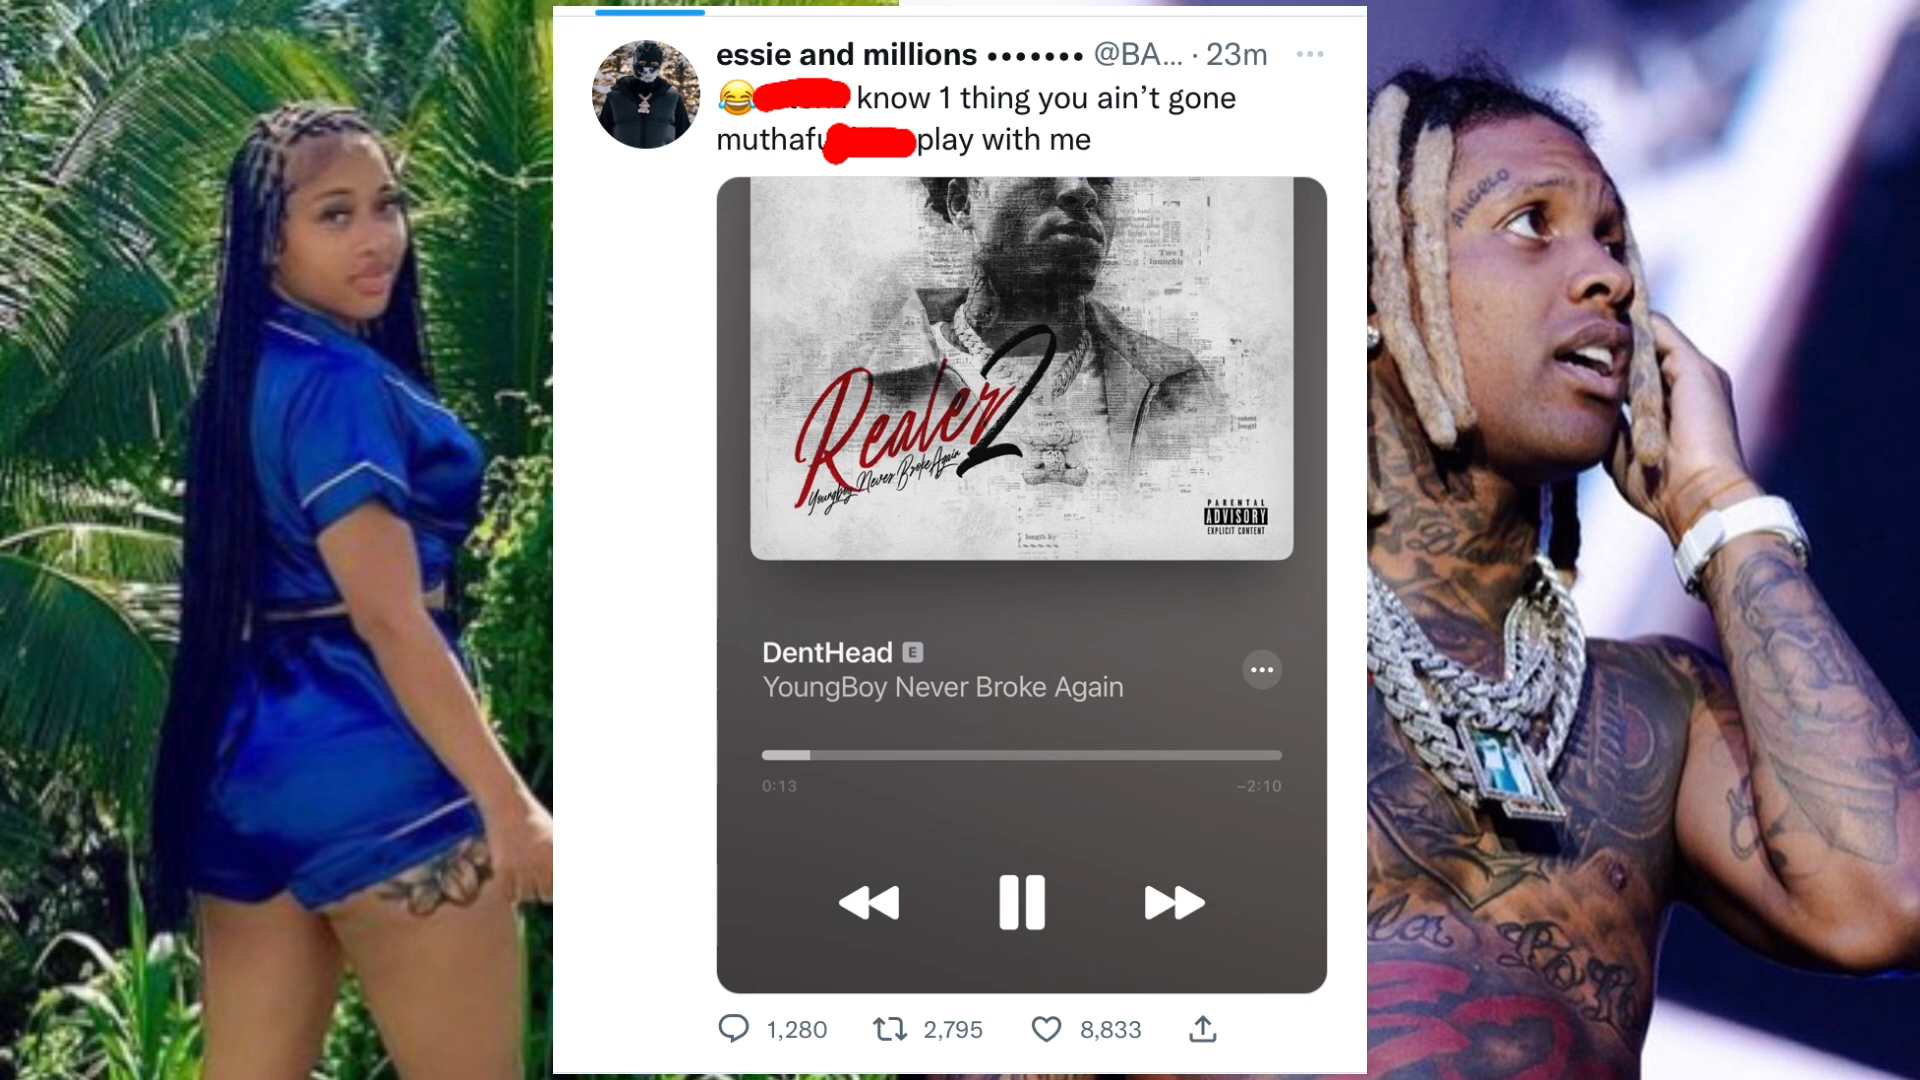 essie and millions ••••••• @BA... · 23m
😂 know 1 thing you ain’t gone
muthafu play with me
Realer 2
YoungBoy Never Broke Again
PARENTAL
ADVISORY
EXPLICIT CONTENT
DentHead E
YoungBoy Never Broke Again
0:13
−2:10
1,280
2,795
8,833
Angelo